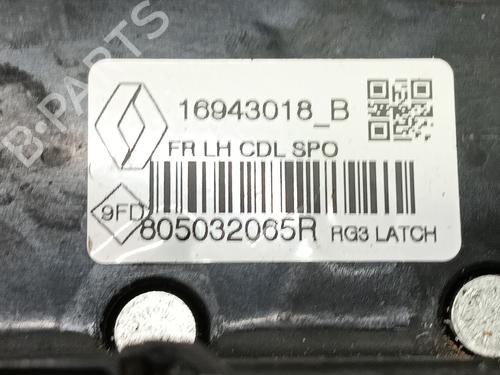 B-PARTS
16943018_B
FR LH CDL SPO
9FD
805032065R RG3 LATCH